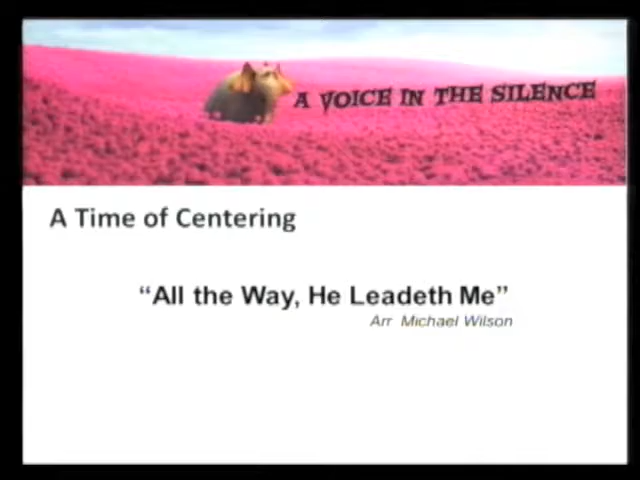 A VOICE IN THE SILENCE
A Time of Centering
“All the Way, He Leadeth Me”
Arr Michael Wilson